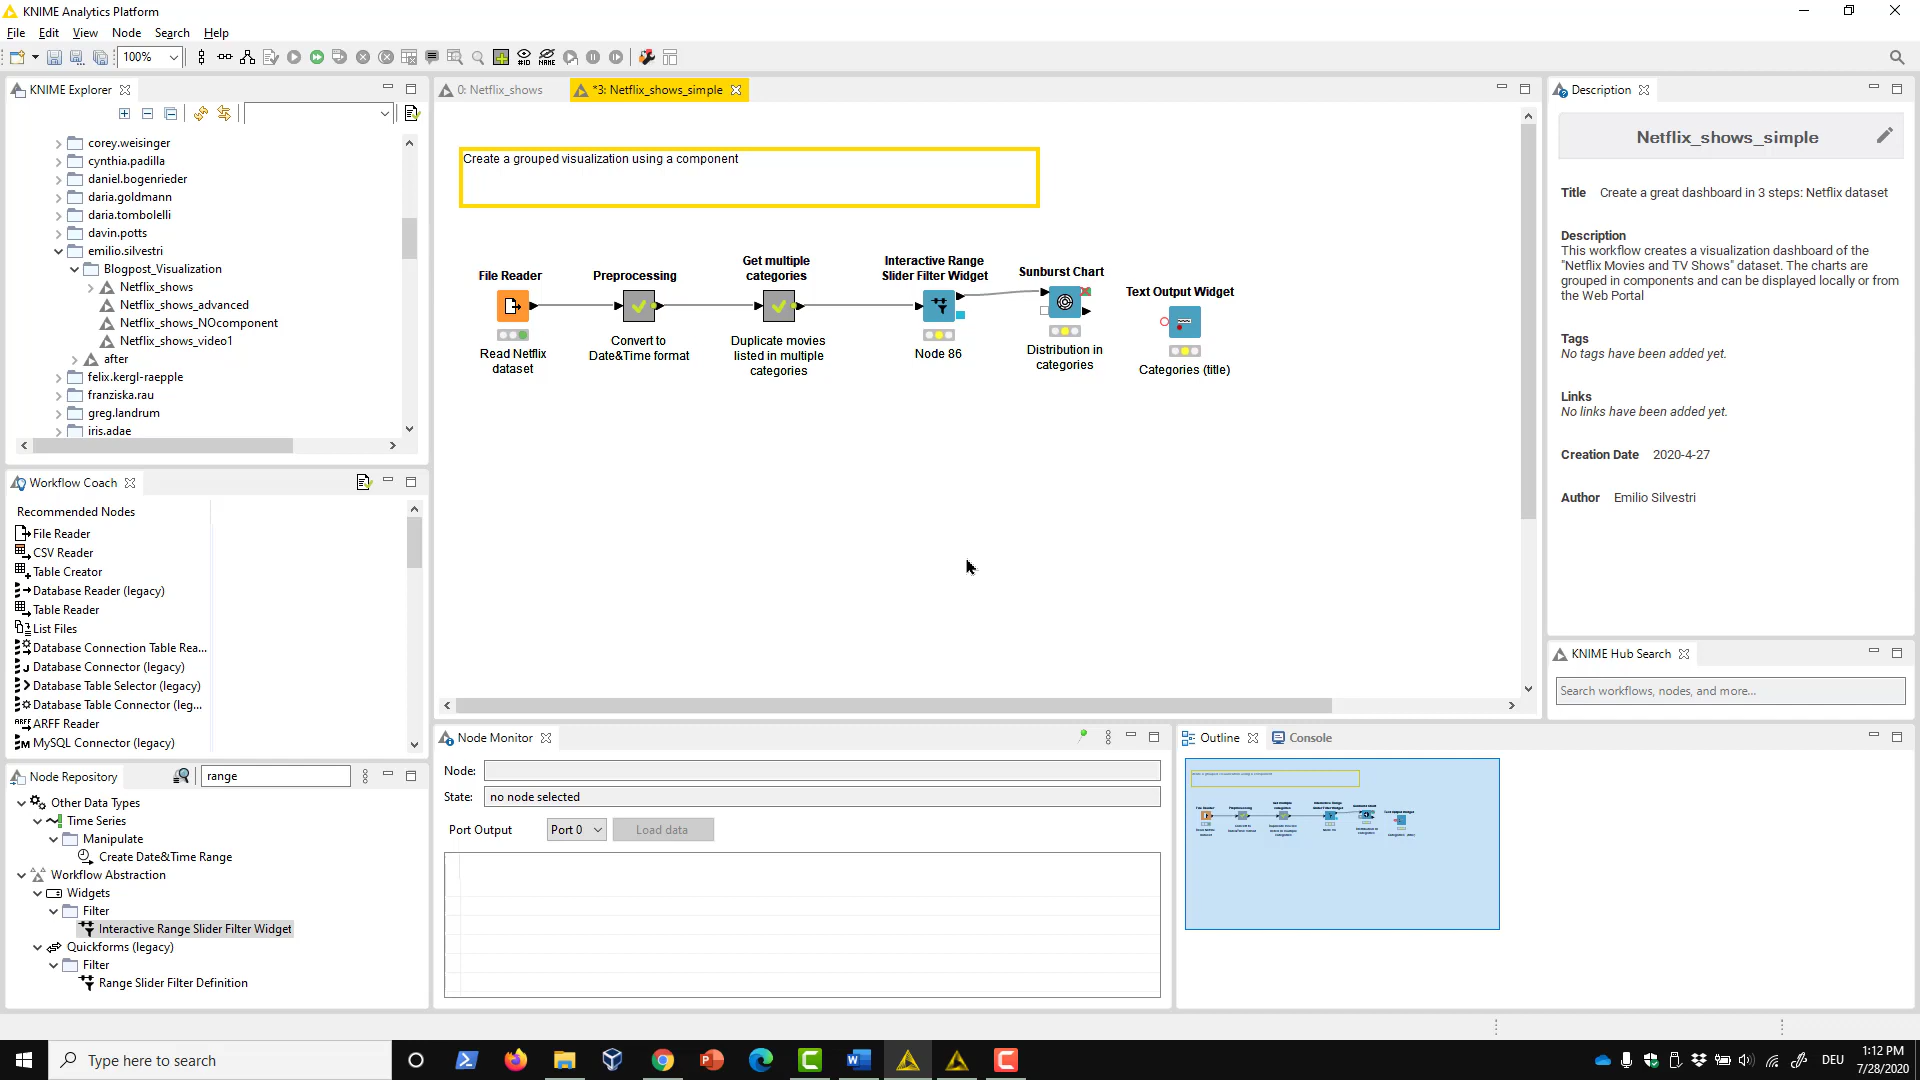 KNIME Analytics Platform
File Edit View Node Search Help
100%
KNIME Explorer
corey.weisinger
cynthia.padilla
daniel.bogenrieder
daria.goldmann
daria.tombolelli
davin.potts
emilio.silvestri
Blogpost_Visualization
Netflix_shows
Netflix_shows_advanced
Netflix_shows_NOcomponent
Netflix_shows_video1
after
felix.kergl-raepple
franziska.rau
greg.landrum
iris.adae
Workflow Coach
Recommended Nodes
File Reader
CSV Reader
Table Creator
Database Reader (legacy)
Table Reader
List Files
Database Connection Table Rea...
Database Connector (legacy)
Database Table Selector (legacy)
Database Table Connector (leg...
ARFF Reader
MySQL Connector (legacy)
Node Repository
range
Other Data Types
Time Series
Manipulate
Create Date&Time Range
Workflow Abstraction
Widgets
Filter
Interactive Range Slider Filter Widget
Quickforms (legacy)
Filter
Range Slider Filter Definition
0: Netflix_shows
*3: Netflix_shows_simple
Create a grouped visualization using a component
File Reader
Read Netflix
dataset
Preprocessing
Convert to
Date&Time format
Get multiple
categories
Duplicate movies
listed in multiple
categories
Interactive Range
Slider Filter Widget
Node 86
Sunburst Chart
Distribution in
categories
Text Output Widget
Categories (title)
Node Monitor
Node:
State: no node selected
Port Output Port 0 Load data
Outline
Console
Description
Netflix_shows_simple
Title Create a great dashboard in 3 steps: Netflix dataset
Description
This workflow creates a visualization dashboard of the
"Netflix Movies and TV Shows" dataset. The charts are
grouped in components and can be displayed locally or from
the Web Portal
Tags
No tags have been added yet.
Links
No links have been added yet.
Creation Date 2020-4-27
Author Emilio Silvestri
KNIME Hub Search
Search workflows, nodes, and more...
Type here to search
DEU
1:12 PM
7/28/2020